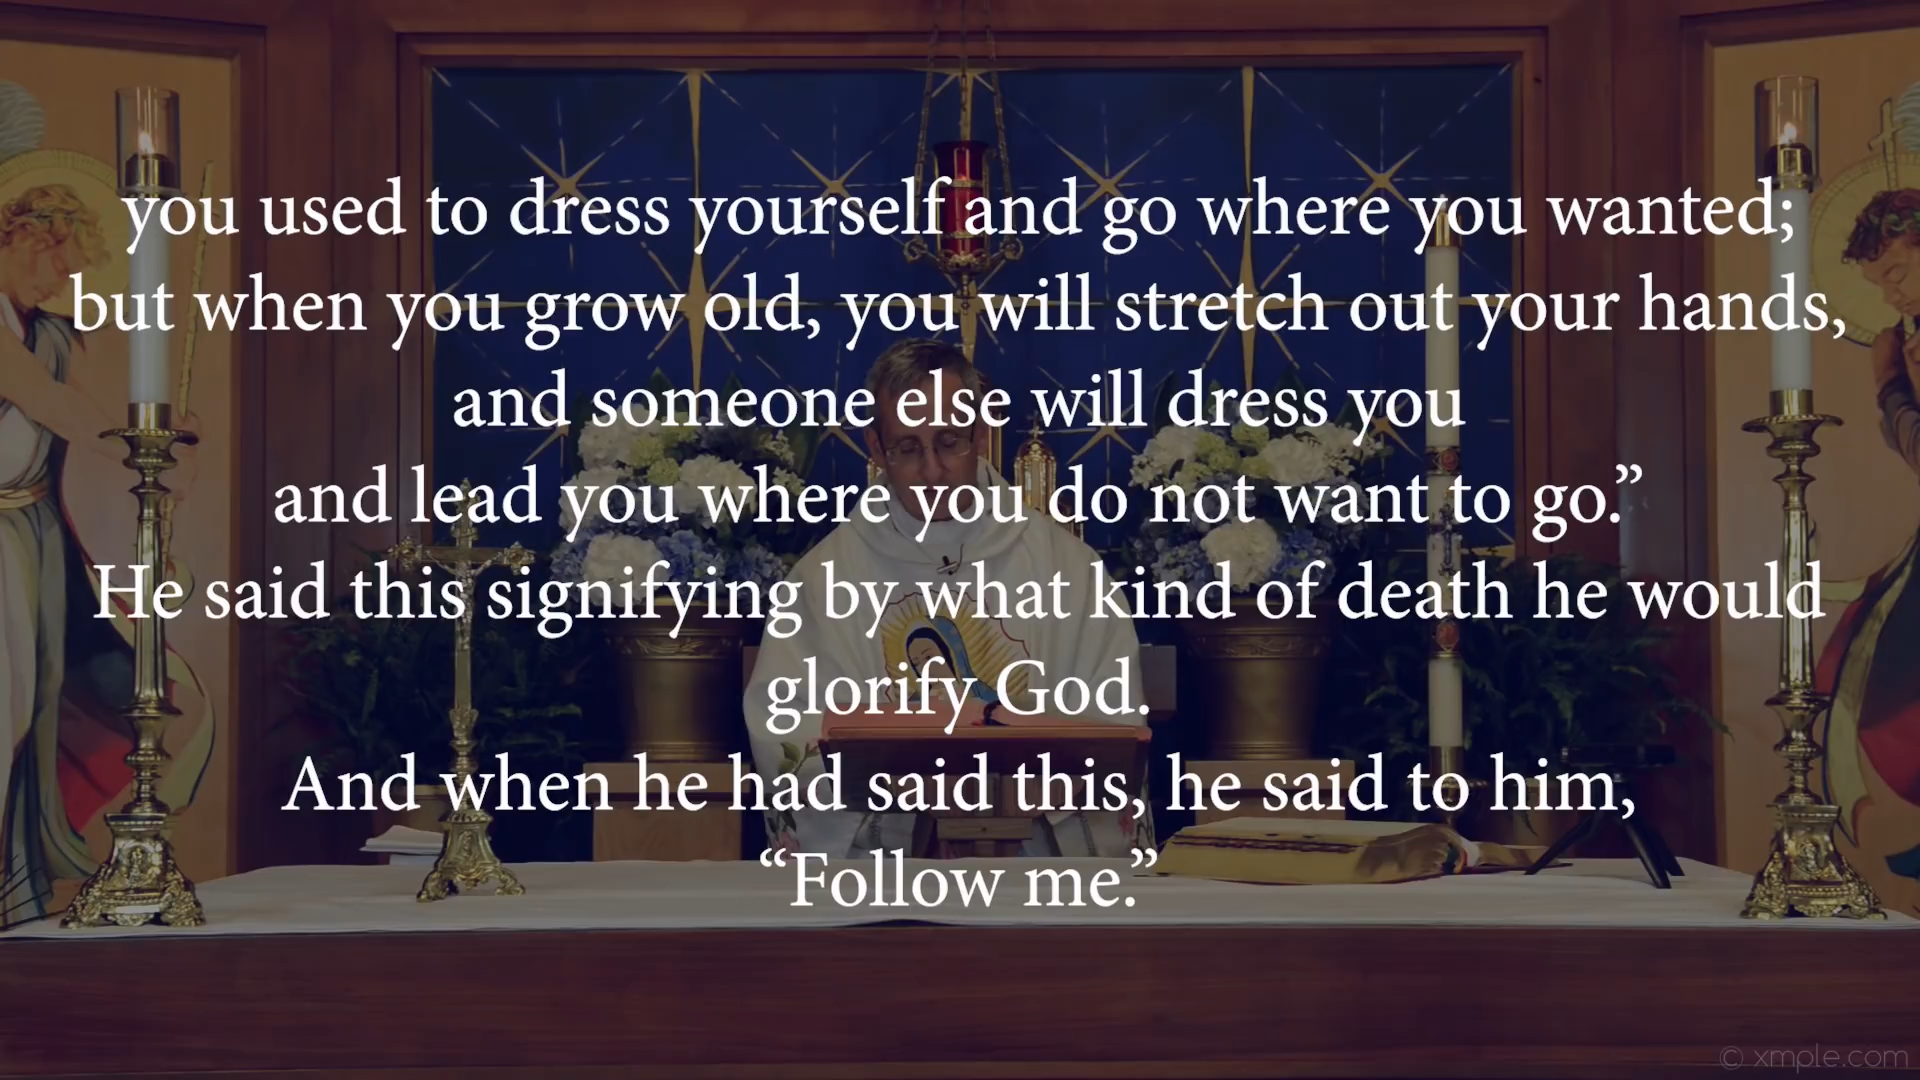 you used to dress yourself and go where you wanted;
but when you grow old, you will stretch out your hands,
and someone else will dress you
and lead you where you do not want to go.”
He said this signifying by what kind of death he would
glorify God.
And when he had said this, he said to him,
“Follow me.”
© xmple.com